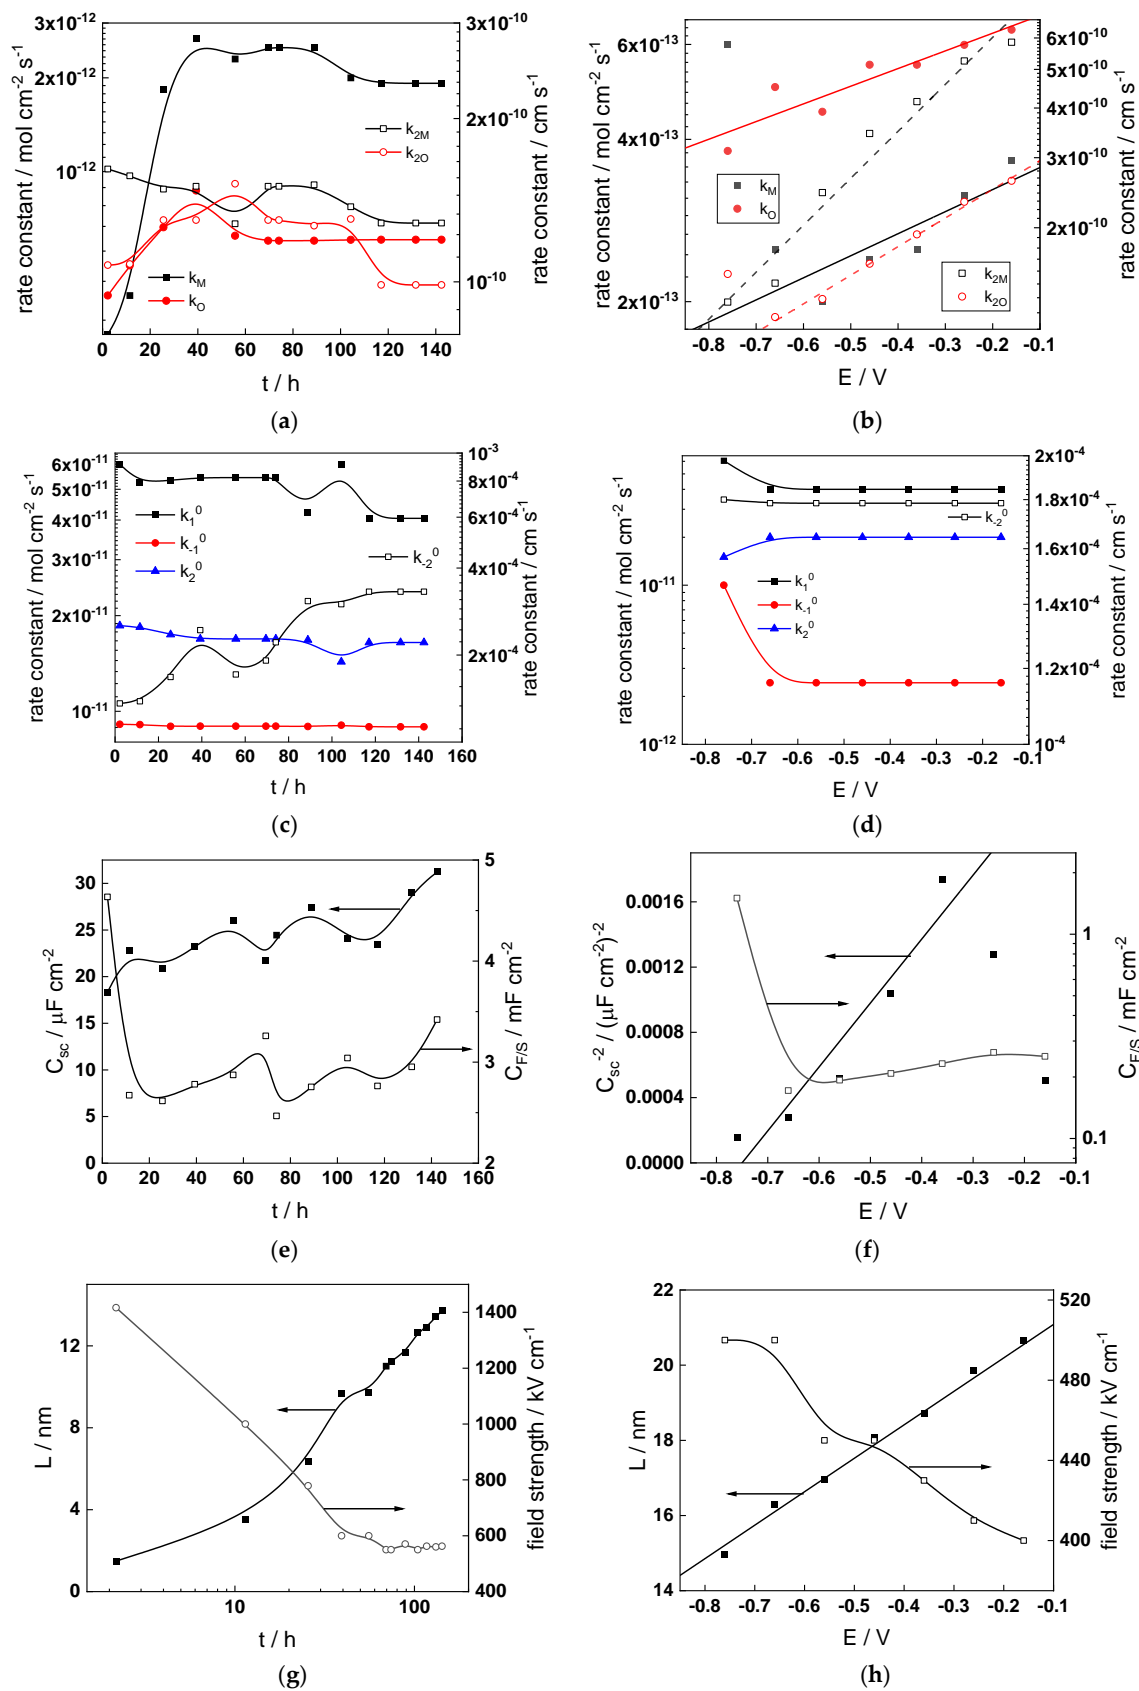 3x10⁻¹²
2x10⁻¹²
10⁻¹²
rate constant / mol cm⁻² s⁻¹
3x10⁻¹⁰
2x10⁻¹⁰
10⁻¹⁰
rate constant / cm s⁻¹
k2M
k2O
kM
kO
0 20 40 60 80 100 120 140
t / h
(a)
6x10⁻¹³
4x10⁻¹³
2x10⁻¹³
rate constant / mol cm⁻² s⁻¹
6x10⁻¹⁰
5x10⁻¹⁰
4x10⁻¹⁰
3x10⁻¹⁰
2x10⁻¹⁰
rate constant / cm s⁻¹
kM
kO
k2M
k2O
-0.8 -0.7 -0.6 -0.5 -0.4 -0.3 -0.2 -0.1
E / V
(b)
6x10⁻¹¹
5x10⁻¹¹
4x10⁻¹¹
3x10⁻¹¹
2x10⁻¹¹
10⁻¹¹
rate constant / mol cm⁻² s⁻¹
10⁻³
8x10⁻⁴
6x10⁻⁴
4x10⁻⁴
2x10⁻⁴
rate constant / cm s⁻¹
k₁⁰
k₋₁⁰
k₂⁰
k₋₂⁰
0 20 40 60 80 100 120 140 160
t / h
(c)
10⁻¹¹
10⁻¹²
rate constant / mol cm⁻² s⁻¹
2x10⁻⁴
1.8x10⁻⁴
1.6x10⁻⁴
1.4x10⁻⁴
1.2x10⁻⁴
10⁻⁴
rate constant / cm s⁻¹
k₋₂⁰
k₁⁰
k₋₁⁰
k₂⁰
-0.8 -0.7 -0.6 -0.5 -0.4 -0.3 -0.2 -0.1
E / V
(d)
30
25
20
15
10
5
0
Csc / µF cm⁻²
5
4
3
2
CF/S / mF cm⁻²
0 20 40 60 80 100 120 140 160
t / h
(e)
0.0016
0.0012
0.0008
0.0004
0.0000
Csc⁻² / (µF cm⁻²)⁻²
1
0.1
CF/S / mF cm⁻²
-0.8 -0.7 -0.6 -0.5 -0.4 -0.3 -0.2 -0.1
E / V
(f)
12
8
4
0
L / nm
1400
1200
1000
800
600
400
field strength / kV cm⁻¹
10 100
t / h
(g)
22
20
18
16
14
L / nm
520
480
440
400
field strength / kV cm⁻¹
-0.8 -0.7 -0.6 -0.5 -0.4 -0.3 -0.2 -0.1
E / V
(h)